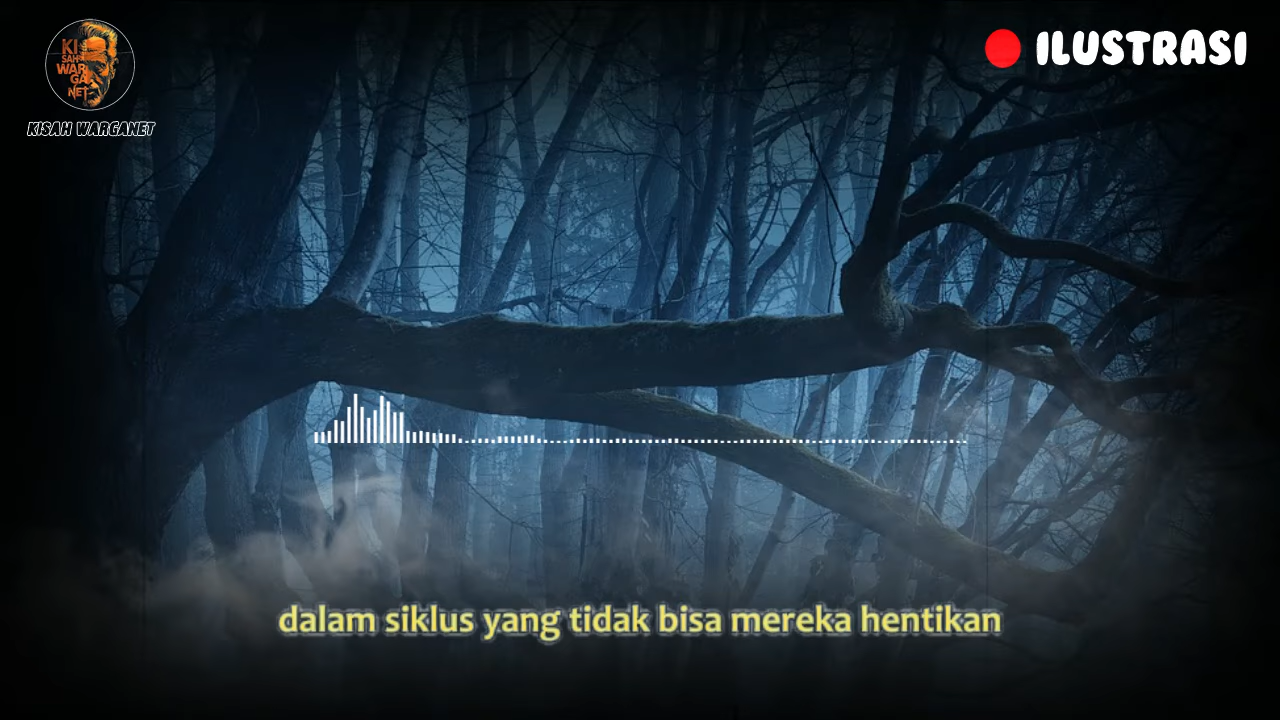 KI
SAH
WAR
GA
NET
KISAH WARGANET
ILUSTRASI
dalam siklus yang tidak bisa mereka hentikan